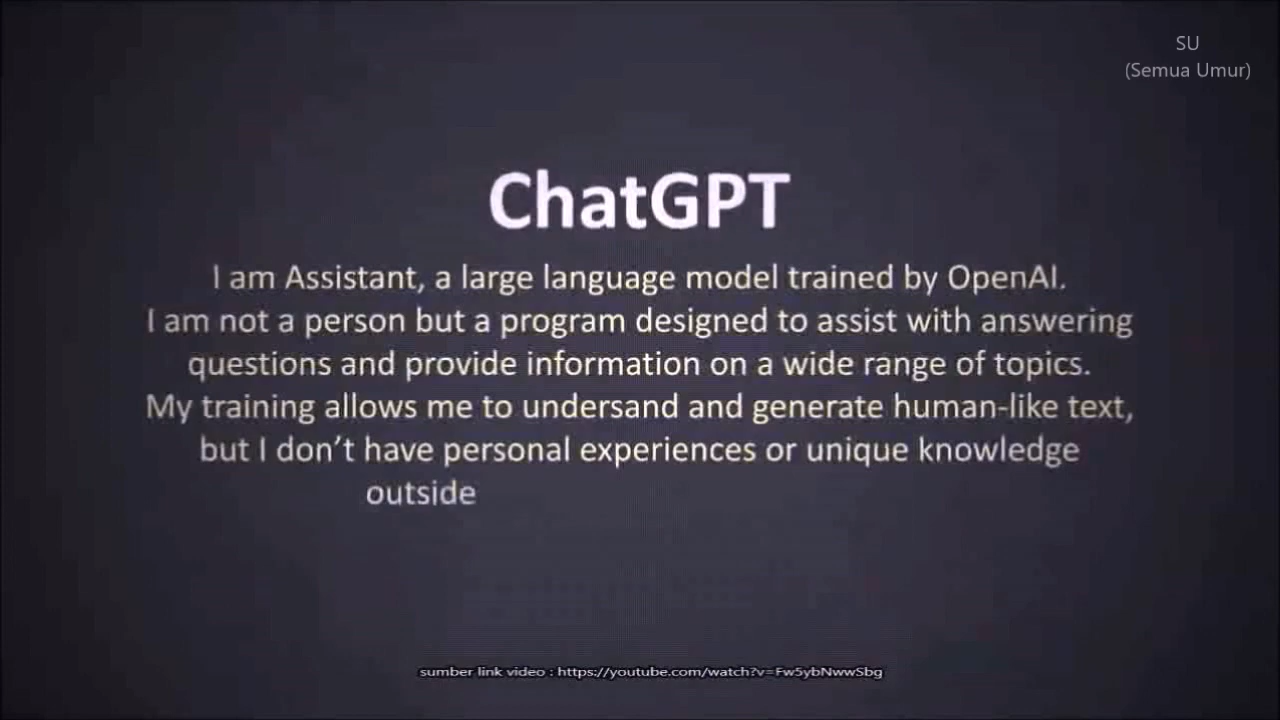 SU
(Semua Umur)
ChatGPT
I am Assistant, a large language model trained by OpenAI.
I am not a person but a program designed to assist with answering
questions and provide information on a wide range of topics.
My training allows me to undersand and generate human-like text,
but I don’t have personal experiences or unique knowledge
outside
sumber link video : https://youtube.com/watch?v=Fw5ybNwwSbg